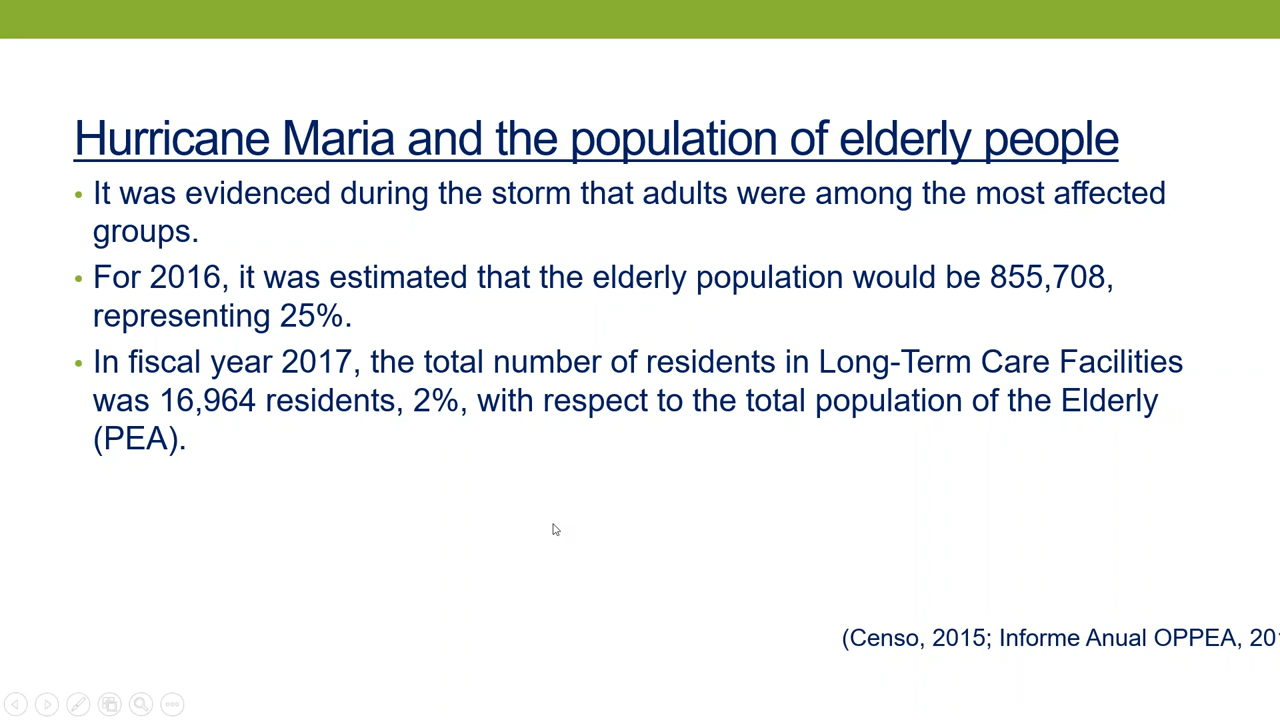 Hurricane Maria and the population of elderly people
• It was evidenced during the storm that adults were among the most affected
groups.
• For 2016, it was estimated that the elderly population would be 855,708,
representing 25%.
• In fiscal year 2017, the total number of residents in Long-Term Care Facilities
was 16,964 residents, 2%, with respect to the total population of the Elderly
(PEA).
(Censo, 2015; Informe Anual OPPEA,